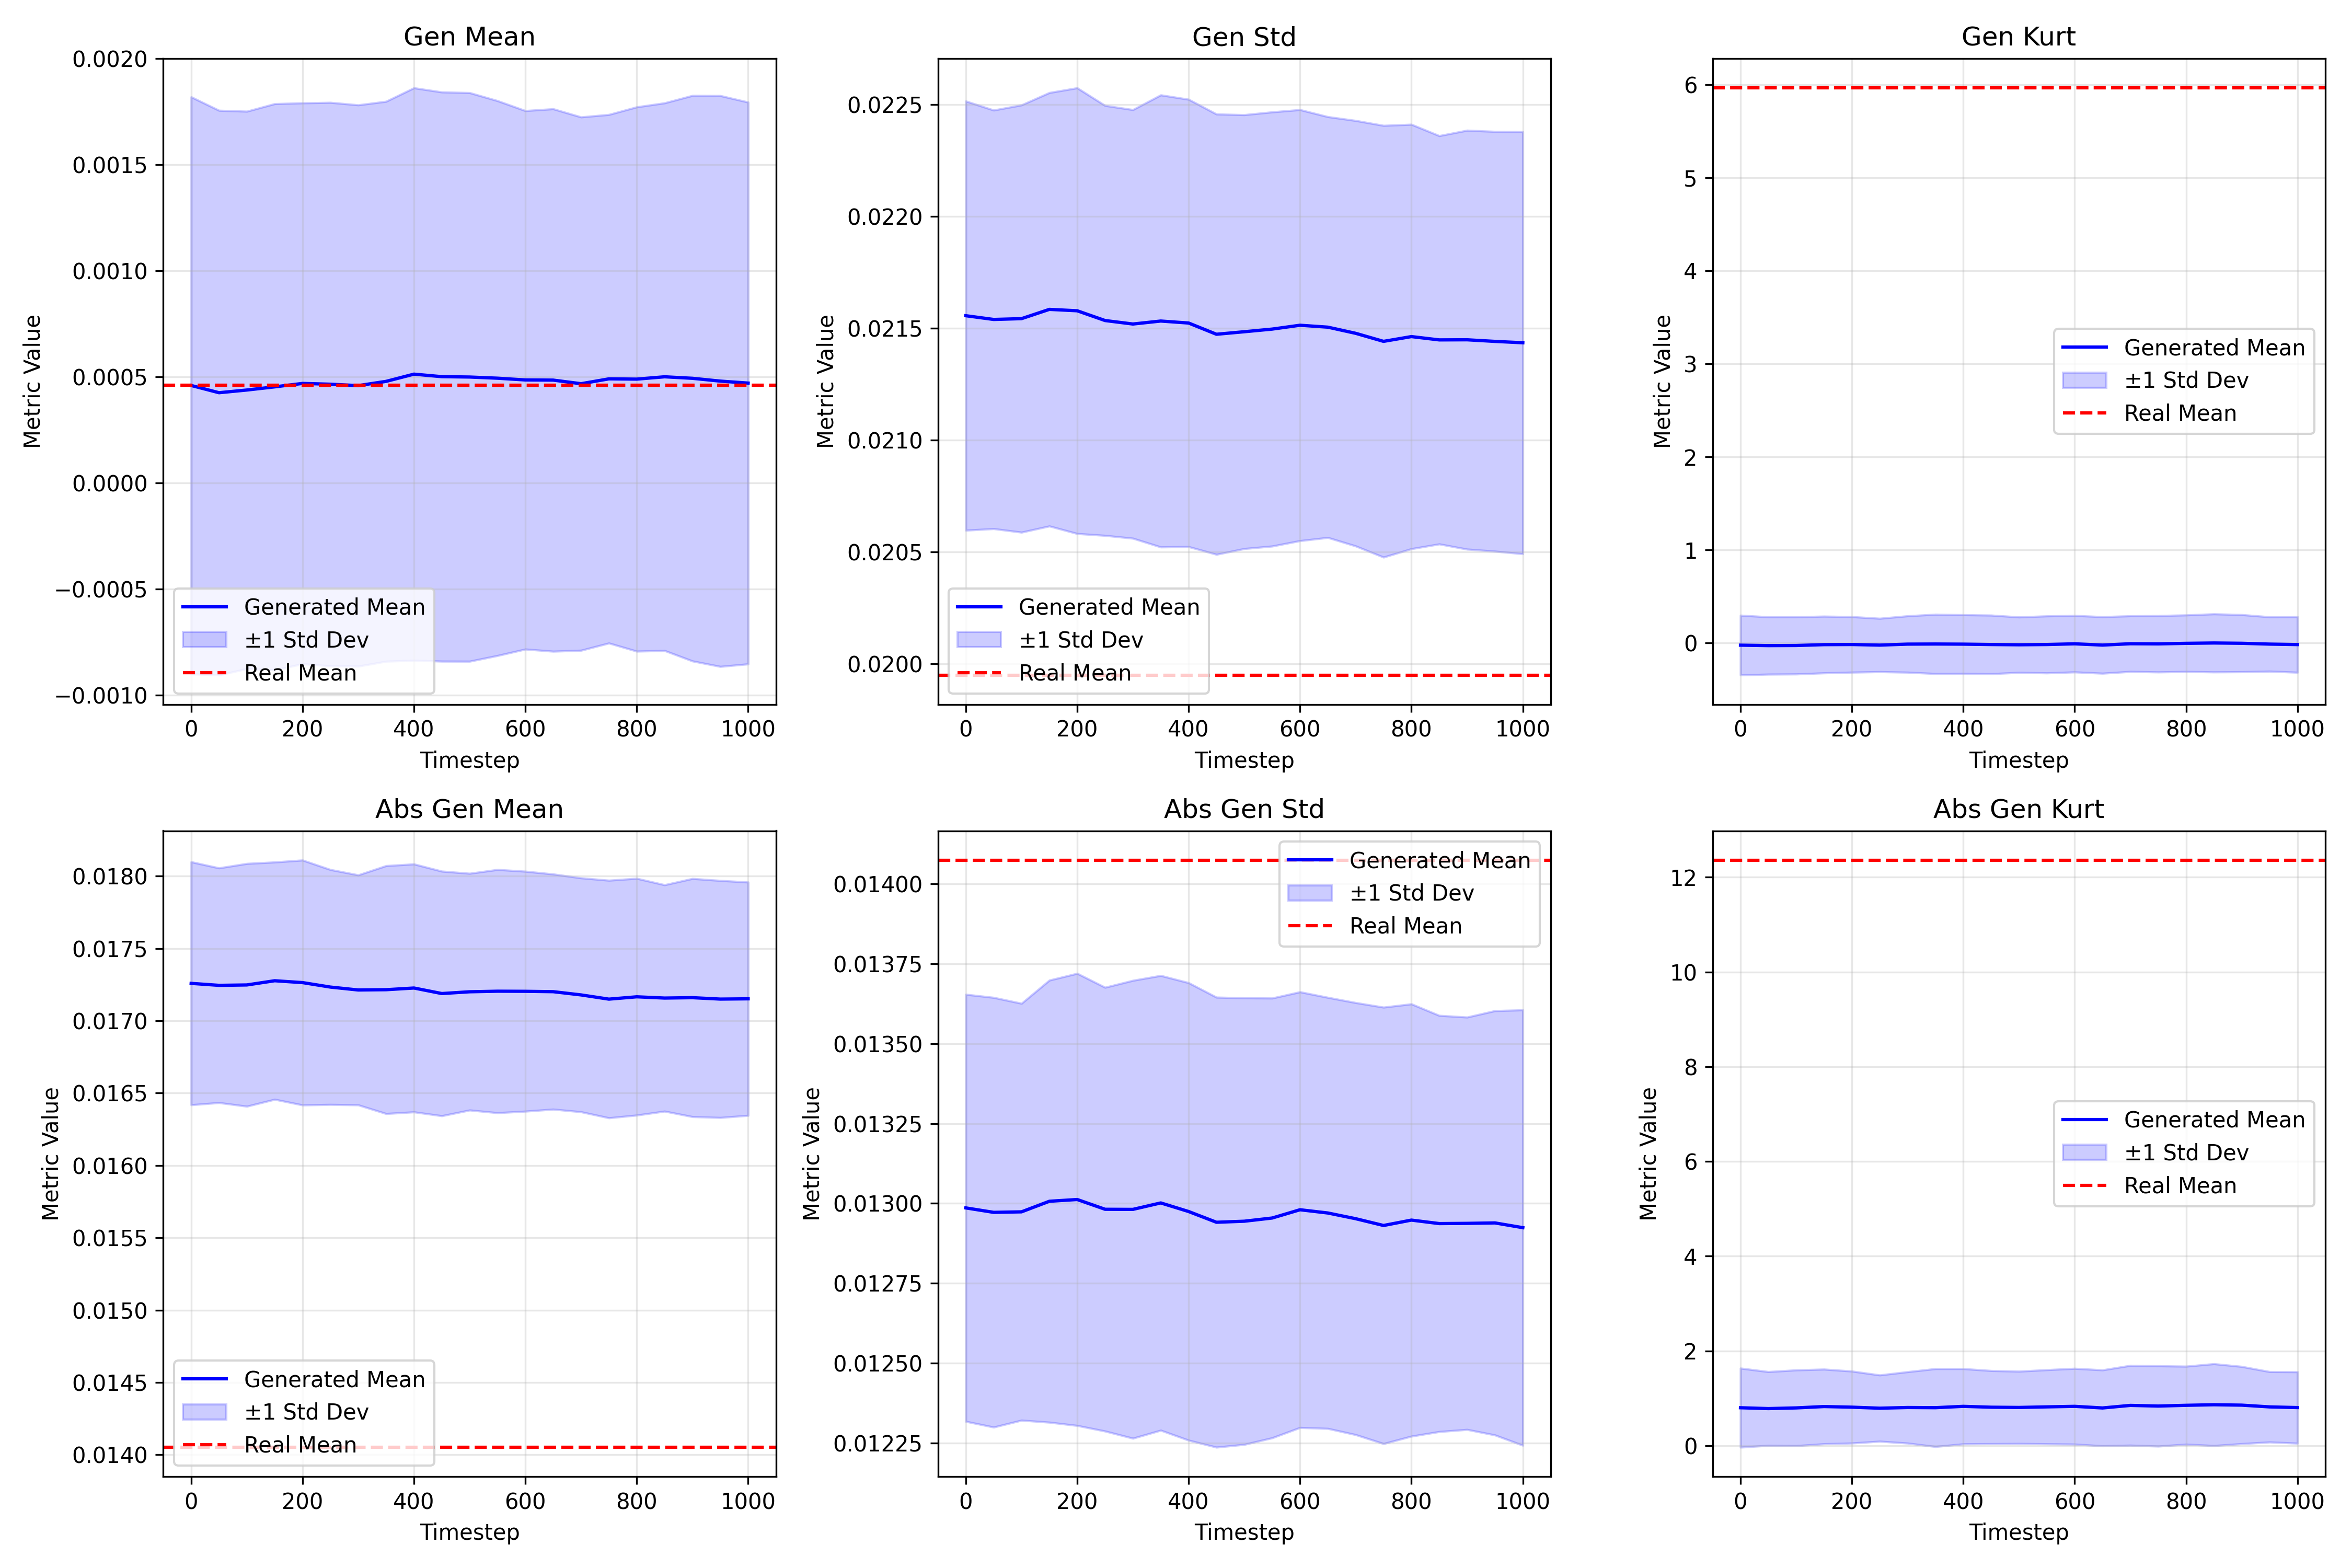 Gen Mean
Metric Value
0.0020
0.0015
0.0010
0.0005
0.0000
−0.0005
−0.0010
Generated Mean
±1 Std Dev
Real Mean
0 200 400 600 800 1000
Timestep
Gen Std
Metric Value
0.0225
0.0220
0.0215
0.0210
0.0205
0.0200
Generated Mean
±1 Std Dev
Real Mean
0 200 400 600 800 1000
Timestep
Gen Kurt
Metric Value
6
5
4
3
2
1
0
Generated Mean
±1 Std Dev
Real Mean
0 200 400 600 800 1000
Timestep
Abs Gen Mean
Metric Value
0.0180
0.0175
0.0170
0.0165
0.0160
0.0155
0.0150
0.0145
0.0140
Generated Mean
±1 Std Dev
Real Mean
0 200 400 600 800 1000
Timestep
Abs Gen Std
Metric Value
0.01400
0.01375
0.01350
0.01325
0.01300
0.01275
0.01250
0.01225
Generated Mean
±1 Std Dev
Real Mean
0 200 400 600 800 1000
Timestep
Abs Gen Kurt
Metric Value
12
10
8
6
4
2
0
Generated Mean
±1 Std Dev
Real Mean
0 200 400 600 800 1000
Timestep